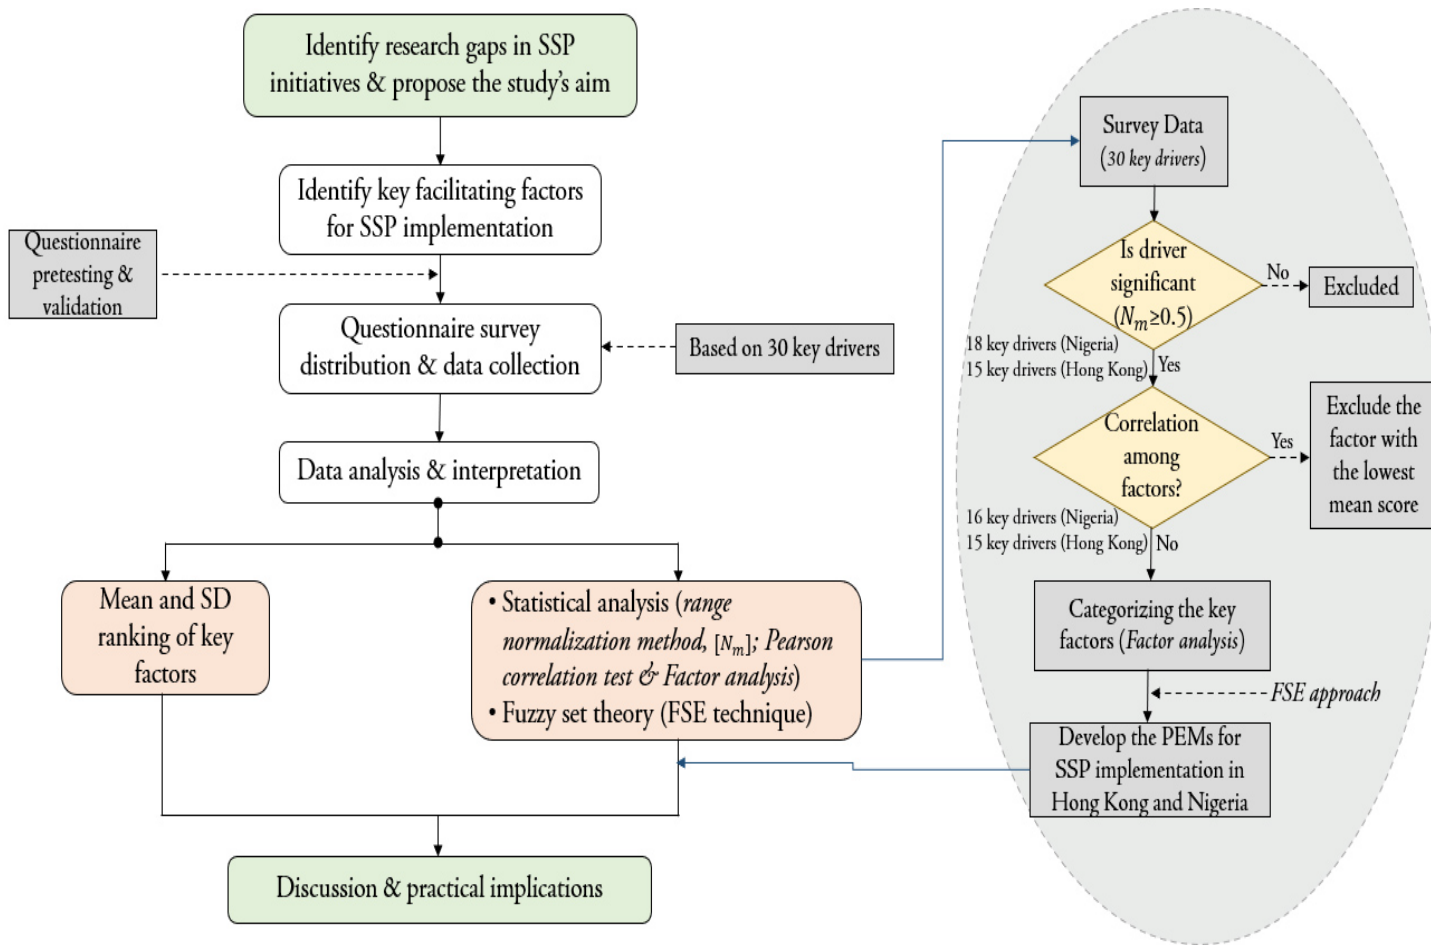 Identify research gaps in SSP
initiatives & propose the study's aim
Identify key facilitating factors
for SSP implementation
Questionnaire
pretesting &
validation
Questionnaire survey
distribution & data collection
Based on 30 key drivers
Data analysis & interpretation
Mean and SD
ranking of key
factors
• Statistical analysis (range
normalization method, [Nₘ]; Pearson
correlation test & Factor analysis)
• Fuzzy set theory (FSE technique)
Discussion & practical implications
Survey Data
(30 key drivers)
Is driver
significant
(Nₘ≥0.5)
No
Excluded
18 key drivers (Nigeria)
15 key drivers (Hong Kong)
Yes
Correlation
among
factors?
Yes
Exclude the
factor with
the lowest
mean score
16 key drivers (Nigeria)
15 key drivers (Hong Kong)
No
Categorizing the key
factors (Factor analysis)
FSE approach
Develop the PEMs for
SSP implementation in
Hong Kong and Nigeria